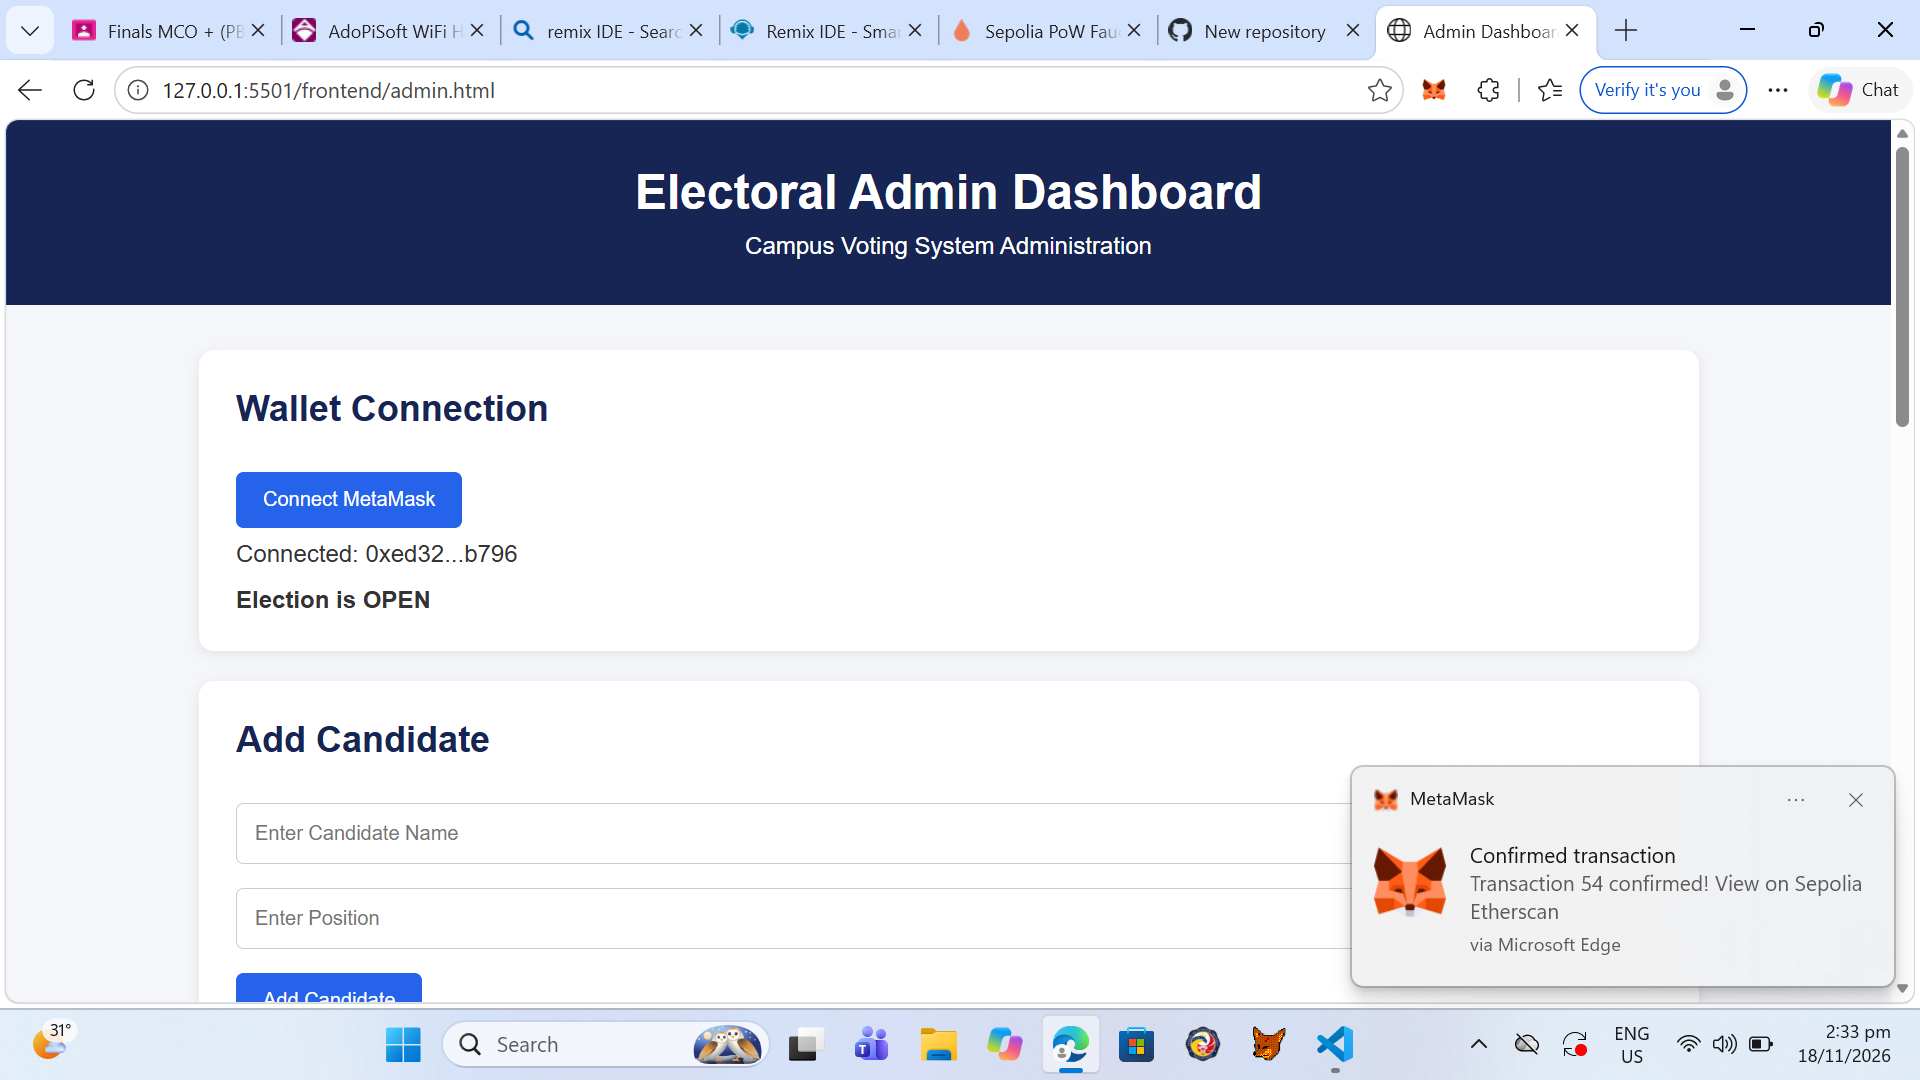 Finals MCO + (PB
AdoPiSoft WiFi H
remix IDE - Searc
Remix IDE - Smar
Sepolia PoW Fau
New repository
Admin Dashboar
127.0.0.1:5501/frontend/admin.html
Verify it's you
Chat
Electoral Admin Dashboard
Campus Voting System Administration
Wallet Connection
Connect MetaMask
Connected: 0xed32...b796
Election is OPEN
Add Candidate
Enter Candidate Name
Enter Position
Add Candidate
MetaMask
Confirmed transaction
Transaction 54 confirmed! View on Sepolia
Etherscan
via Microsoft Edge
31°
Search
ENG
US
2:33 pm
18/11/2026